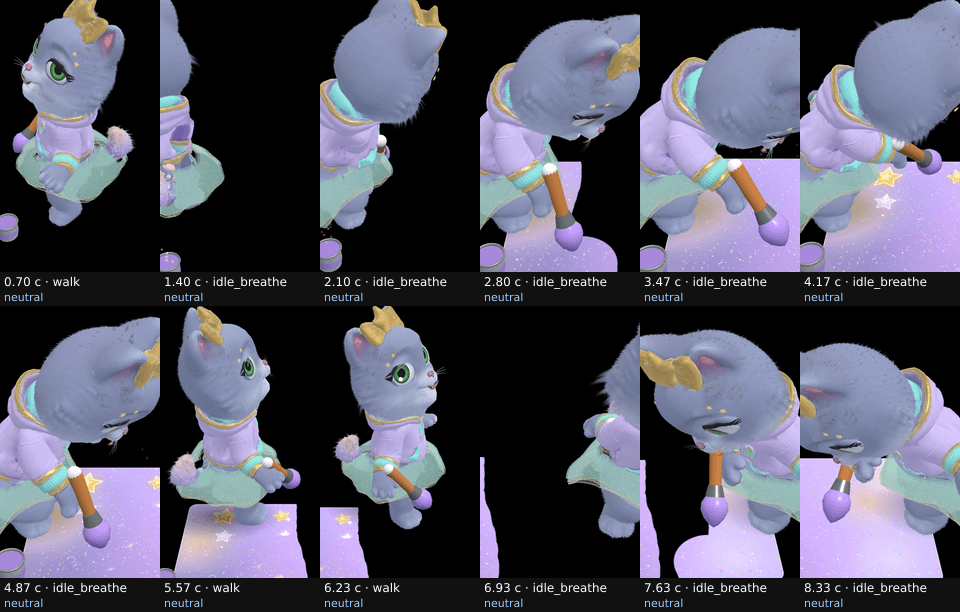 0.70 c · walk
neutral
1.40 c · idle_breathe
neutral
2.10 c · idle_breathe
neutral
2.80 c · idle_breathe
neutral
3.47 c · idle_breathe
neutral
4.17 c · idle_breathe
neutral
4.87 c · idle_breathe
neutral
5.57 c · walk
neutral
6.23 c · walk
neutral
6.93 c · idle_breathe
neutral
7.63 c · idle_breathe
neutral
8.33 c · idle_breathe
neutral